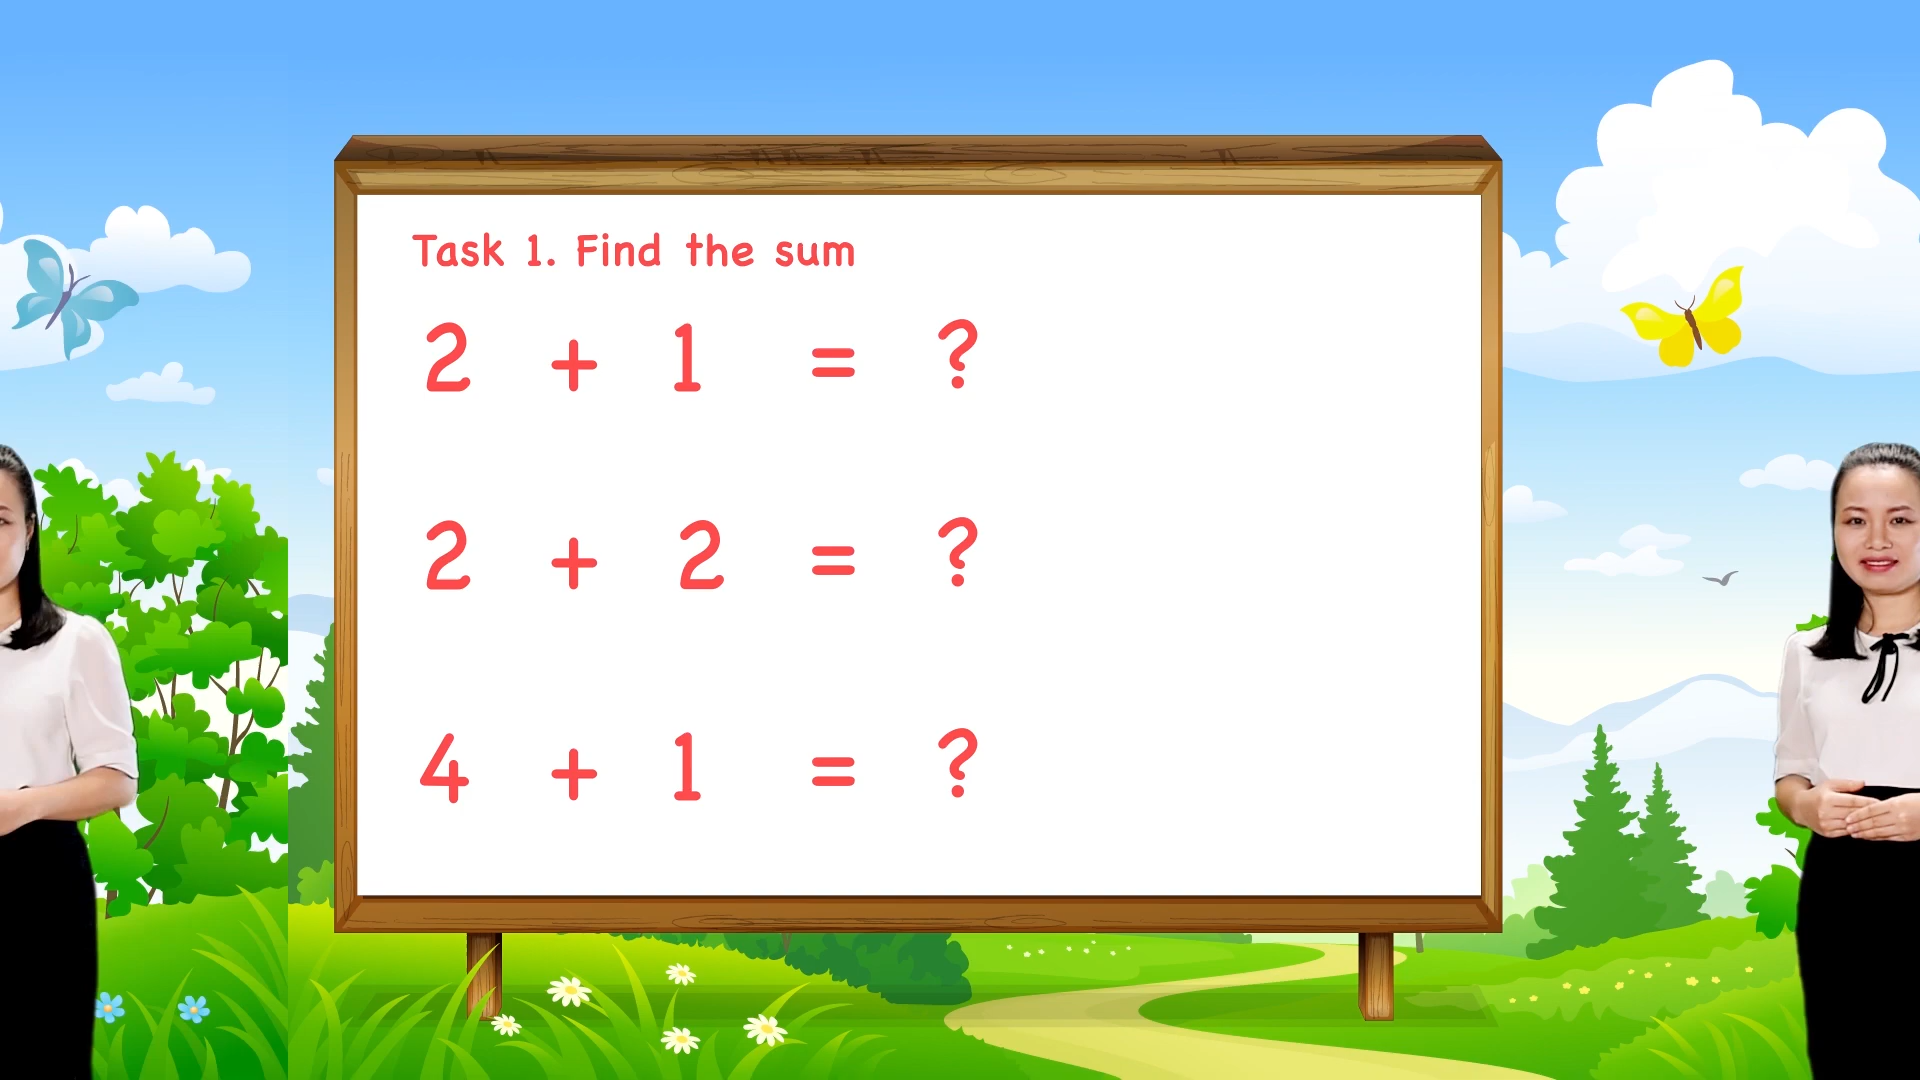 Task 1. Find the sum
2 + 1 = ?
2 + 2 = ?
4 + 1 = ?